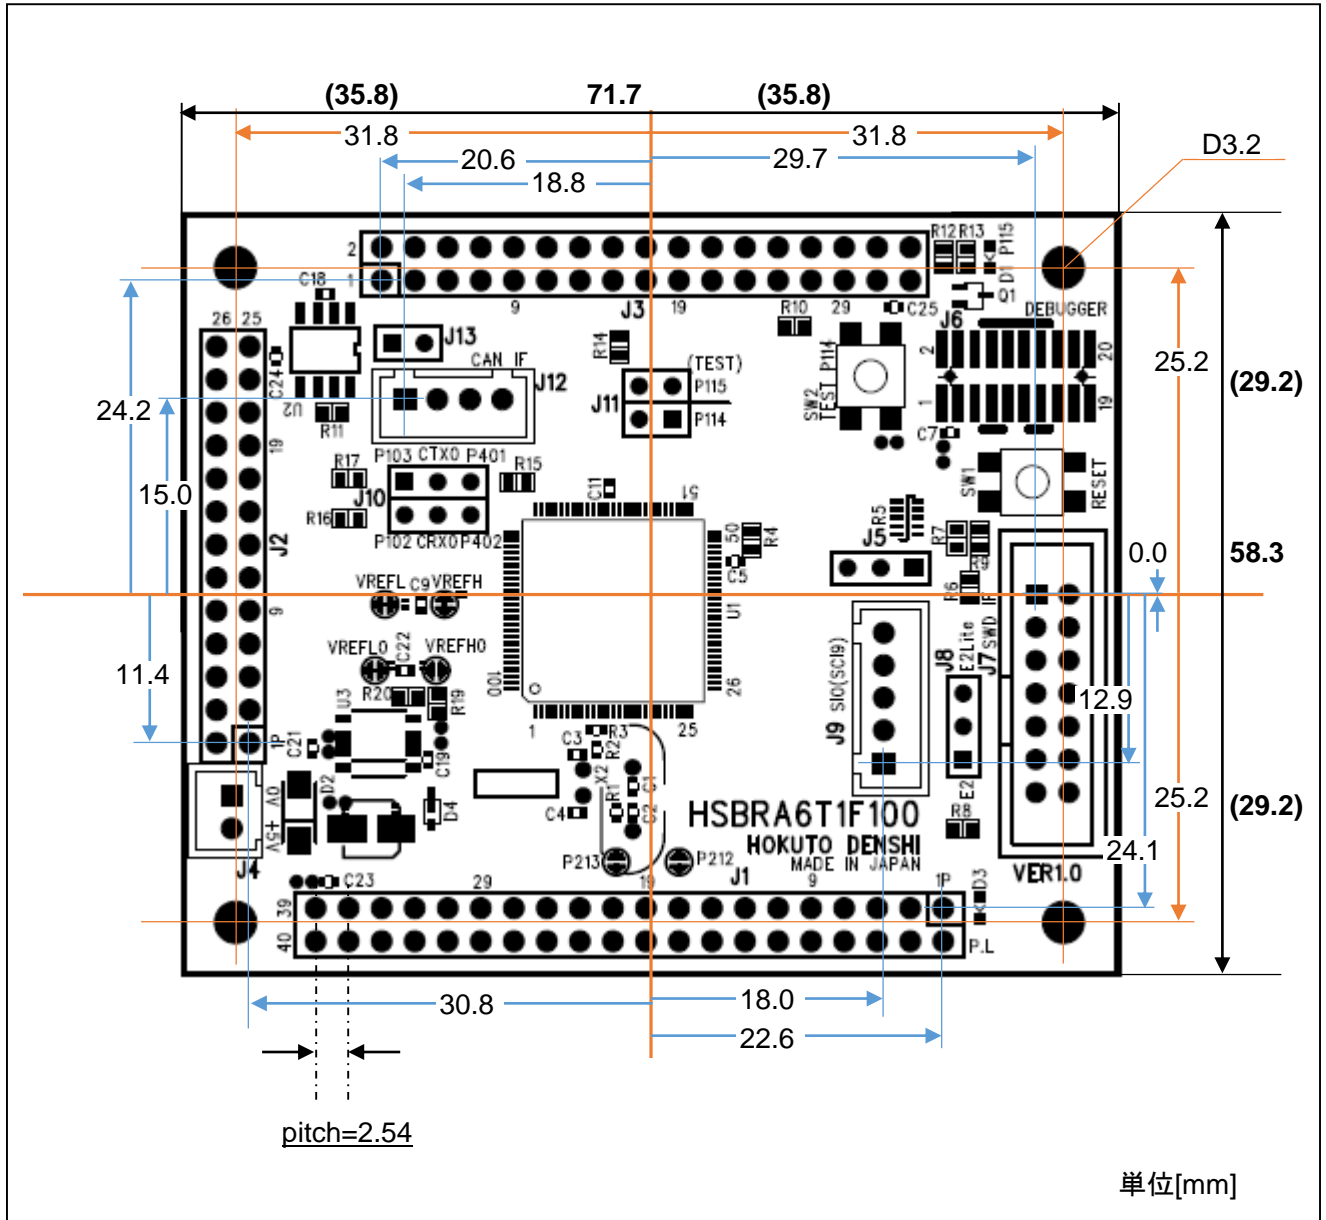 (35.8) 71.7 (35.8)
31.8 31.8
20.6 29.7
18.8
D3.2
2
1
9 J3 19 29
R12 R13 P115
D1
Q1
C18
C25
R10
J6 DEBUGGER
26 25
J13
R14
(TEST)
P115
P114
J11
CAN IF
J12
SW2
TEST P114
2 20
1 19
25.2
(29.2)
24.2
C24
U2
R11
C7
19
P103 CTX0 P401
R17
R15
J10
R16
P102 CRX0 P402
15.0
C11
51
50
R4
C5
J5
R5
SW1
RESET
R7
R9
R6
0.0
58.3
J2
9
VREFL C9 VREFH
U1
VREFL0 C22 VREFH0
R20
R19
100
26
11.4
U3
J8
E2Lite
J7
SWD IF
J9
SIO(SCI9)
12.9
1P
C21
C19
1 25
C3
R3
R2
X2
C1
C2
R1
C4
D2
D4
0V
+5V
J4
HSBRA6T1F100
HOKUTO DENSHI
MADE IN JAPAN
E2
R8
25.2
(29.2)
24.1
VER1.0
P213 P212
C23
39 29 19 J1 9 1P
D3
40
P.L
30.8 18.0
22.6
pitch=2.54
単位[mm]